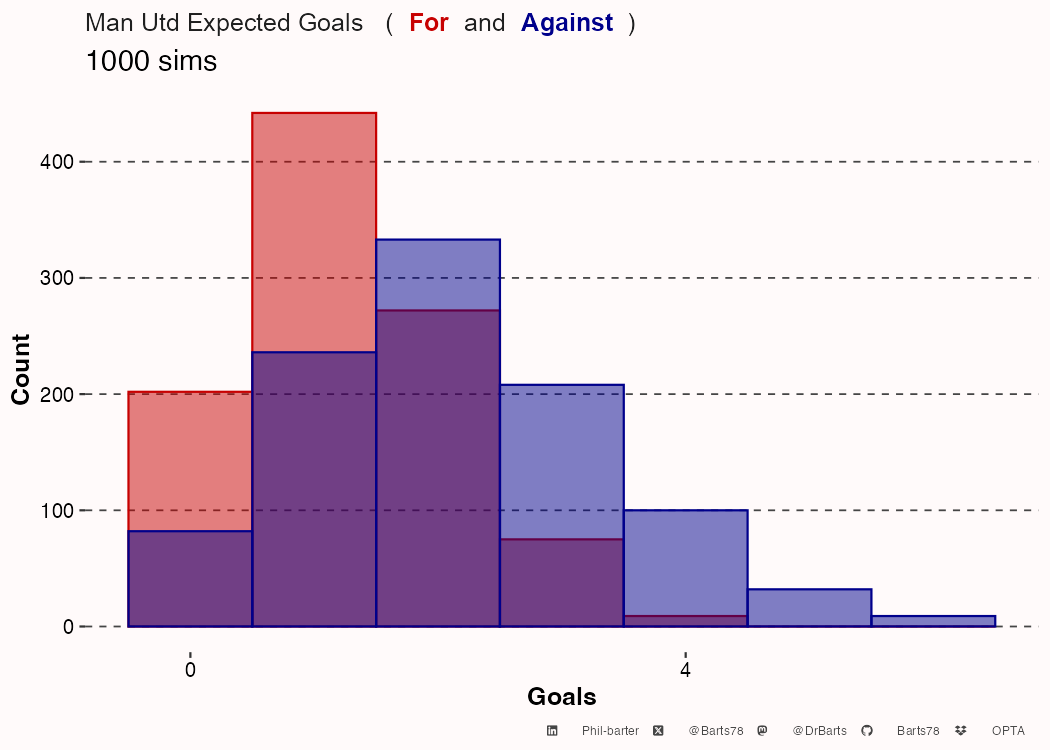 Man Utd Expected Goals ( For and Against )
1000 sims
400
300
200
100
0
Count
0 4
Goals
Phil-barter @Barts78 @DrBarts Barts78 OPTA